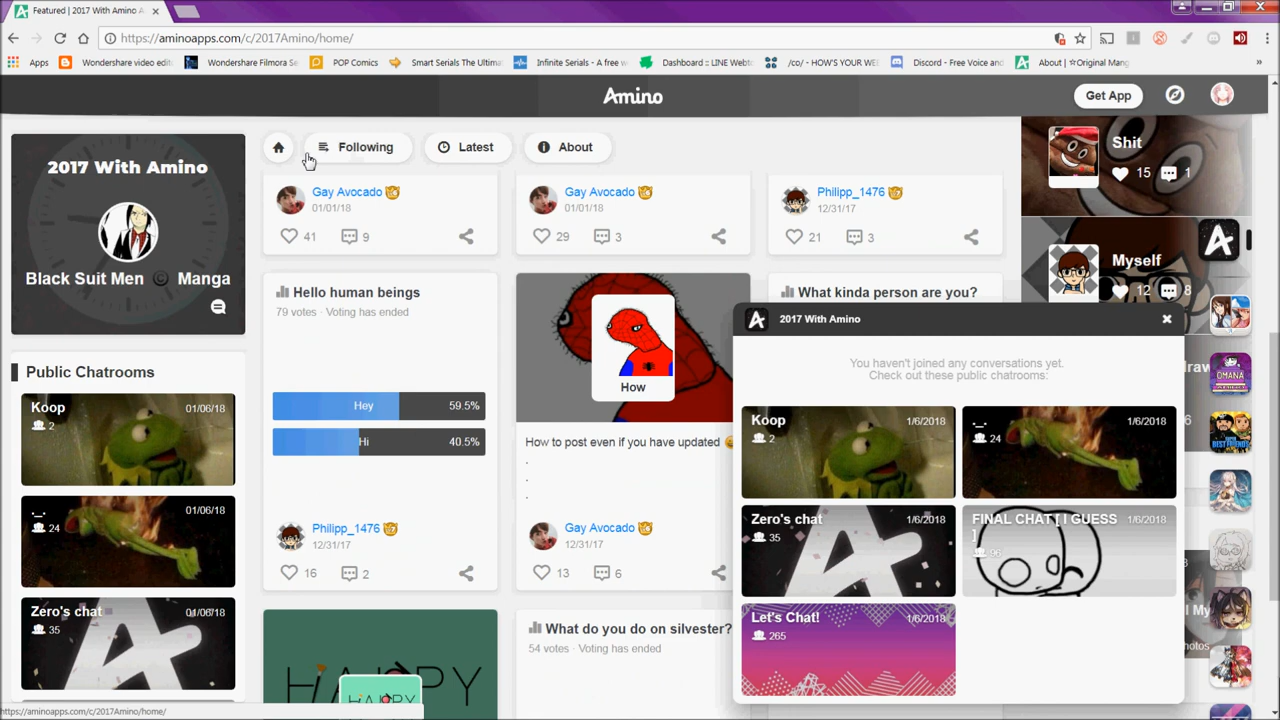 Featured | 2017 With Amino A
https://aminoapps.com/c/2017Amino/home/
Apps
Wondershare video edit
Wondershare Filmora Se
POP Comics
Smart Serials The Ultima
Infinite Serials - A free w
Dashboard :: LINE Webto
/co/ - HOW'S YOUR WE
Discord - Free Voice and
About | ☆Original Mang
»
Amino
Get App
2017 With Amino
Black Suit Men © Manga
Following
Latest
About
Gay Avocado
01/01/18
41
9
Gay Avocado
01/01/18
29
3
Philipp_1476
12/31/17
21
3
Shit
15
1
Myself
12
8
Public Chatrooms
Koop
01/06/18
2
._.
01/06/18
24
Zero's chat
01/06/18
35
Hello human beings
79 votes · Voting has ended
Hey
59.5%
Hi
40.5%
Philipp_1476
12/31/17
16
2
How
How to post even if you have updated
.
.
.
Gay Avocado
12/31/17
13
6
What kinda person are you?
HAPPY
HAPPY
What do you do on silvester?
54 votes · Voting has ended
2017 With Amino
You haven't joined any conversations yet.
Check out these public chatrooms:
Koop
1/6/2018
2
._.
1/6/2018
24
Zero's chat
1/6/2018
35
FINAL CHAT [ I GUESS
]
1/6/2018
96
Let's Chat!
1/6/2018
265
OMANA
https://aminoapps.com/c/2017Amino/home/